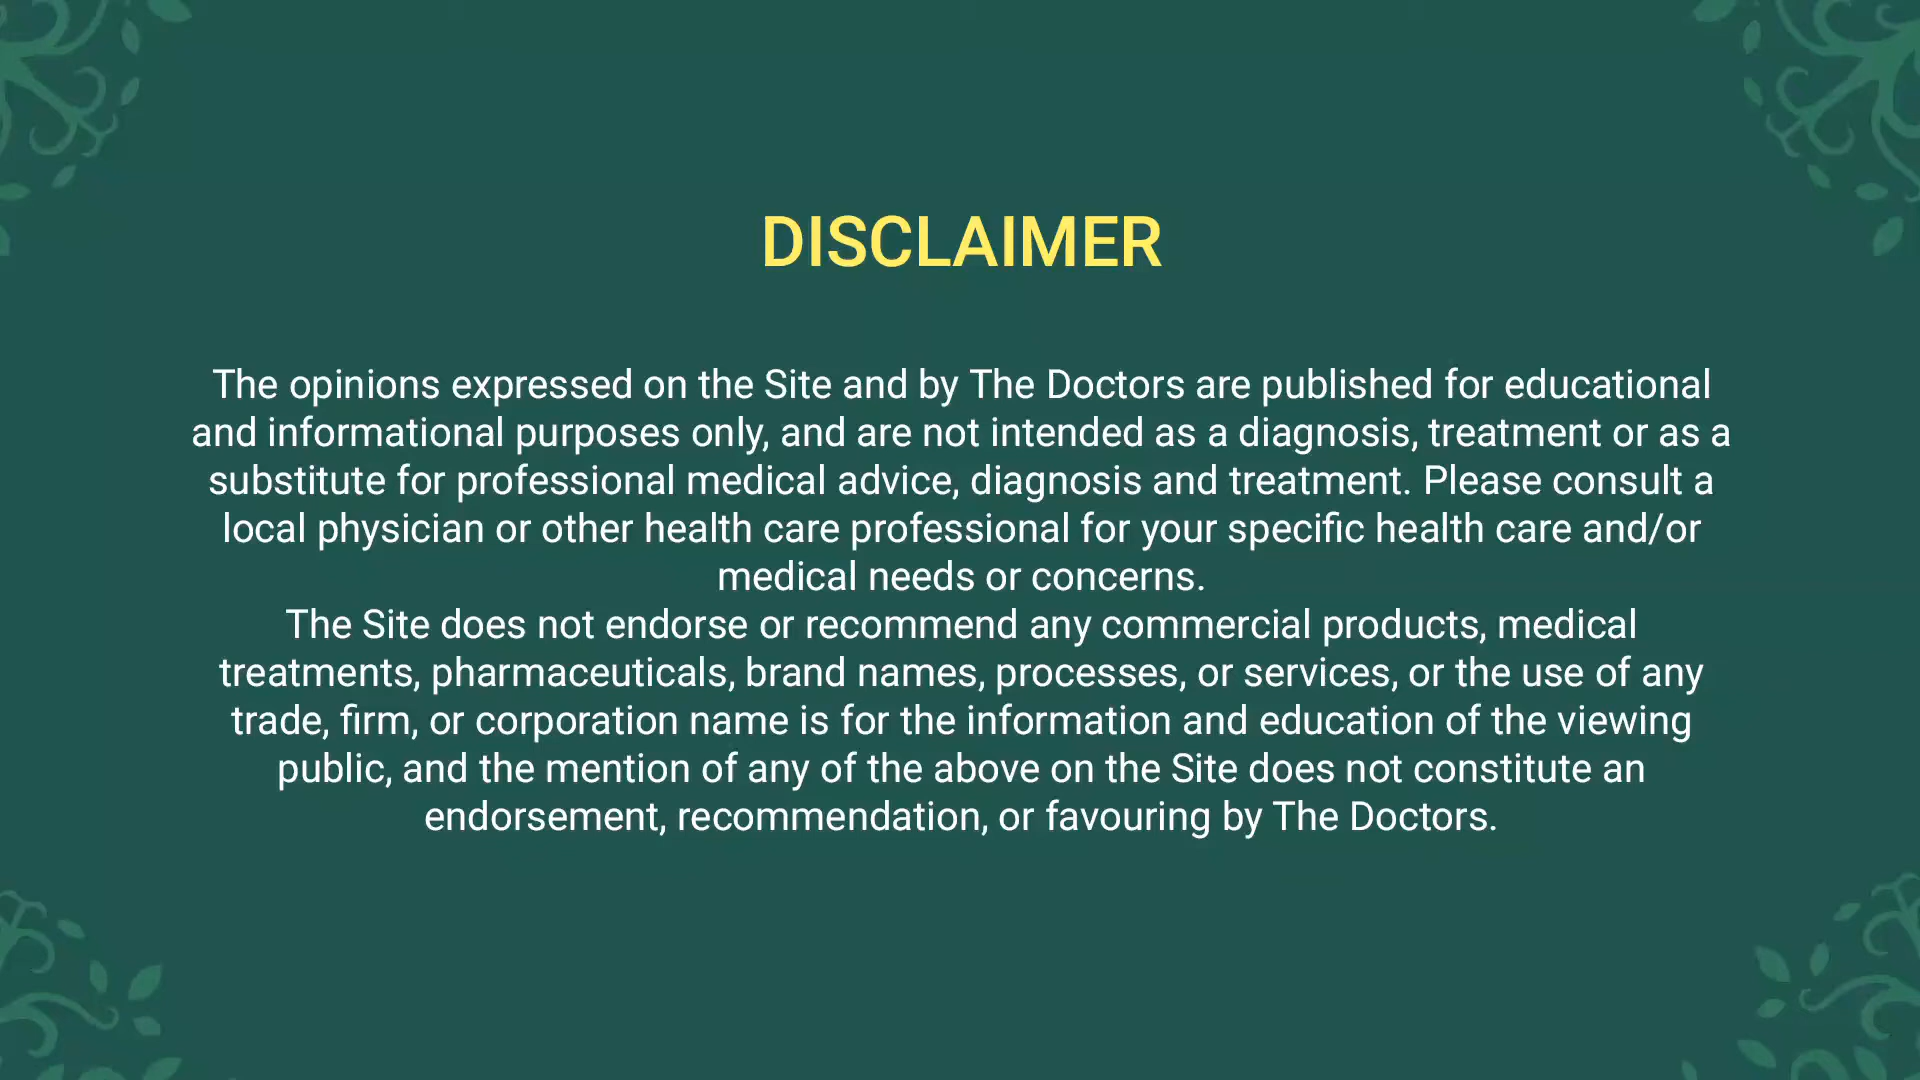 DISCLAIMER
The opinions expressed on the Site and by The Doctors are published for educational
and informational purposes only, and are not intended as a diagnosis, treatment or as a
substitute for professional medical advice, diagnosis and treatment. Please consult a
local physician or other health care professional for your specific health care and/or
medical needs or concerns.
The Site does not endorse or recommend any commercial products, medical
treatments, pharmaceuticals, brand names, processes, or services, or the use of any
trade, firm, or corporation name is for the information and education of the viewing
public, and the mention of any of the above on the Site does not constitute an
endorsement, recommendation, or favouring by The Doctors.